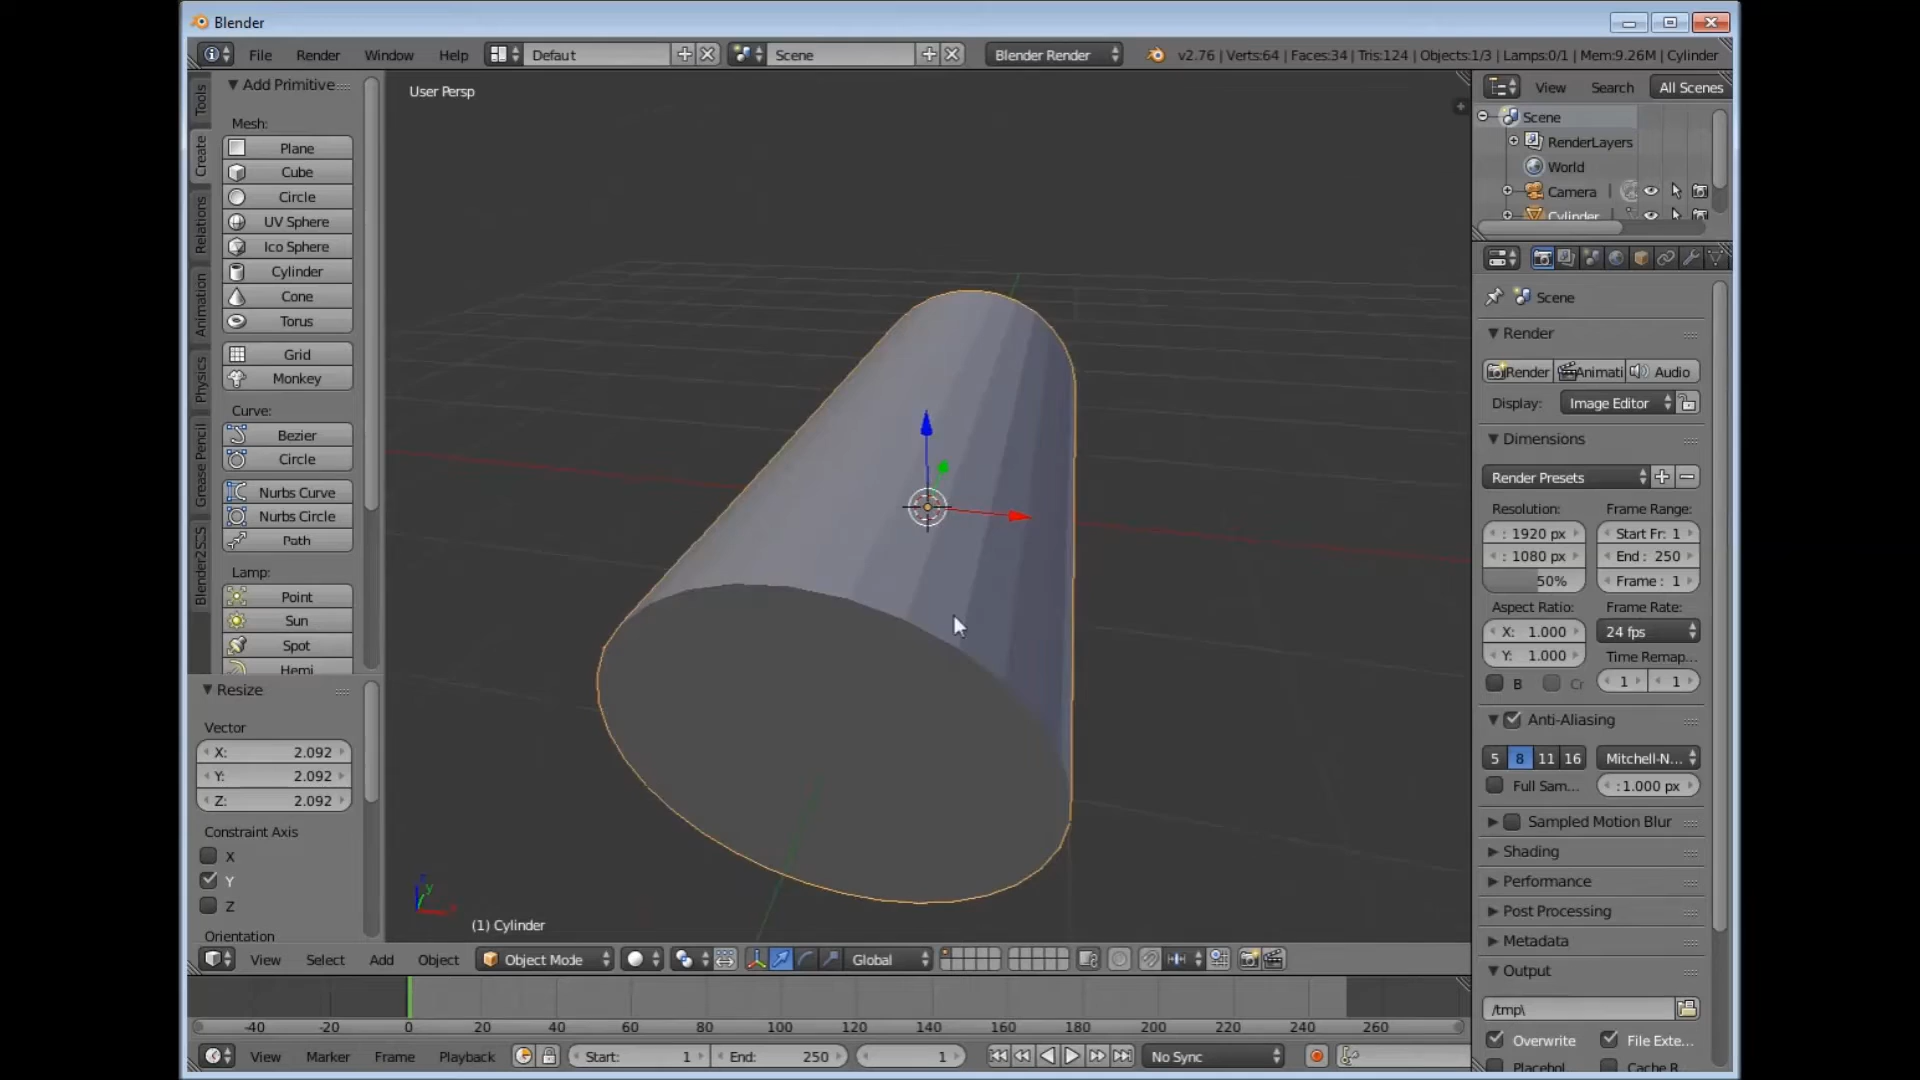 Blender
File Render Window Help Defaut Scene Blender Render v2.76 | Verts:64 | Faces:34 | Tris:124 | Objects:1/3 | Lamps:0/1 | Mem:9.26M | Cylinder
Tools
Create
Relations
Animation
Physics
Grease Pencil
Blender2SCS
Add Primitive
Mesh:
Plane
Cube
Circle
UV Sphere
Ico Sphere
Cylinder
Cone
Torus
Grid
Monkey
Curve:
Bezier
Circle
Nurbs Curve
Nurbs Circle
Path
Lamp:
Point
Sun
Spot
Hemi
Resize
Vector
X: 2.092
Y: 2.092
Z: 2.092
Constraint Axis
X
Y
Z
Orientation
User Persp
z
y
x
(1) Cylinder
View Search All Scenes
Scene
RenderLayers
World
Camera
Cylinder
Scene
Render
Render Animati Audio
Display: Image Editor
Dimensions
Render Presets
Resolution: Frame Range:
: 1920 px Start Fr: 1
: 1080 px End : 250
50% Frame : 1
Aspect Ratio: Frame Rate:
X: 1.000 24 fps
Y: 1.000 Time Remap...
B Cr 1 1
Anti-Aliasing
5 8 11 16 Mitchell-N...
Full Sam... : 1.000 px
Sampled Motion Blur
Shading
Performance
Post Processing
Metadata
Output
/tmp\
Overwrite File Exte...
Placehol Cache R
View Select Add Object Object Mode Global
-40 -20 0 20 40 60 80 100 120 140 160 180 200 220 240 260
View Marker Frame Playback Start: 1 End: 250 1 No Sync